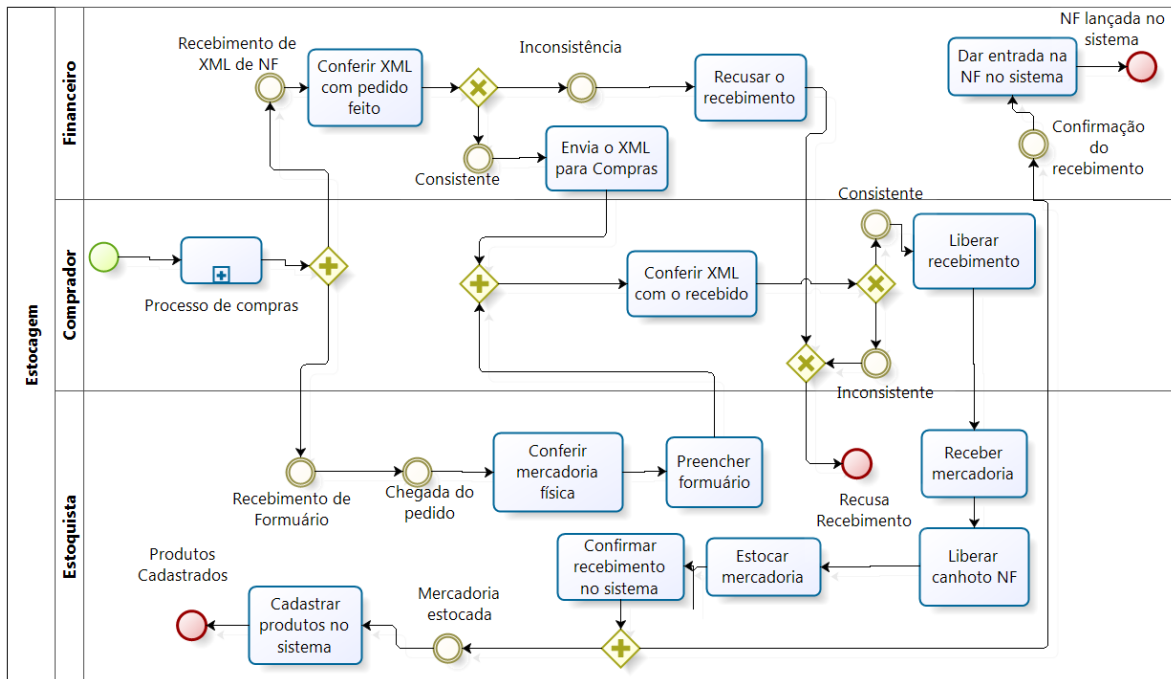 Estocagem
Financeiro
Recebimento de
XML de NF
Conferir XML
com pedido
feito
Inconsistência
Recusar o
recebimento
Consistente
Envia o XML
para Compras
Dar entrada na
NF no sistema
NF lançada no
sistema
Confirmação
do
recebimento
Comprador
Processo de compras
Conferir XML
com o recebido
Consistente
Liberar
recebimento
Inconsistente
Estoquista
Recebimento de
Formuário
Chegada do
pedido
Conferir
mercadoria
física
Preencher
formuário
Recusa
Recebimento
Receber
mercadoria
Liberar
canhoto NF
Estocar
mercadoria
Confirmar
recebimento
no sistema
Mercadoria
estocada
Cadastrar
produtos no
sistema
Produtos
Cadastrados